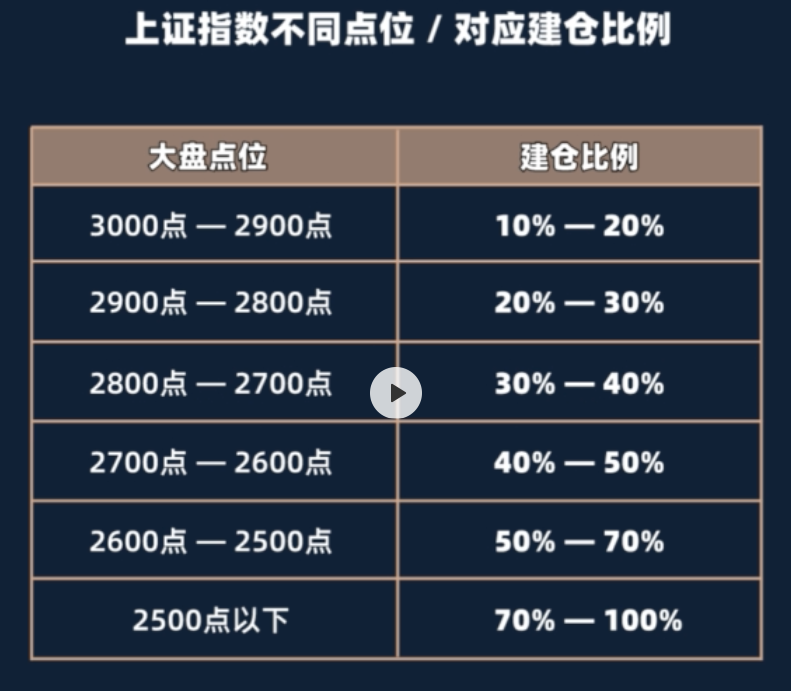 上证指数不同点位 / 对应建仓比例
大盘点位 建仓比例
3000点 — 2900点 10% — 20%
2900点 — 2800点 20% — 30%
2800点 — 2700点 30% — 40%
2700点 — 2600点 40% — 50%
2600点 — 2500点 50% — 70%
2500点以下 70% — 100%